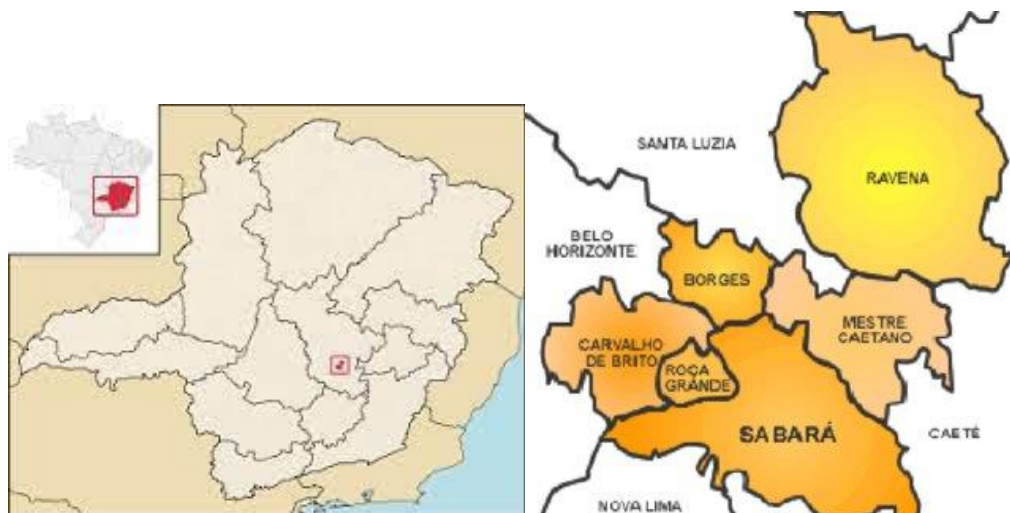 SANTA LUZIA
RAVENA
BELO
HORIZONTE
BORGES
MESTRE
CAETANO
CARVALHO
DE BRITO
ROÇA
GRANDE
SABARÁ
CAETÉ
NOVA LIMA